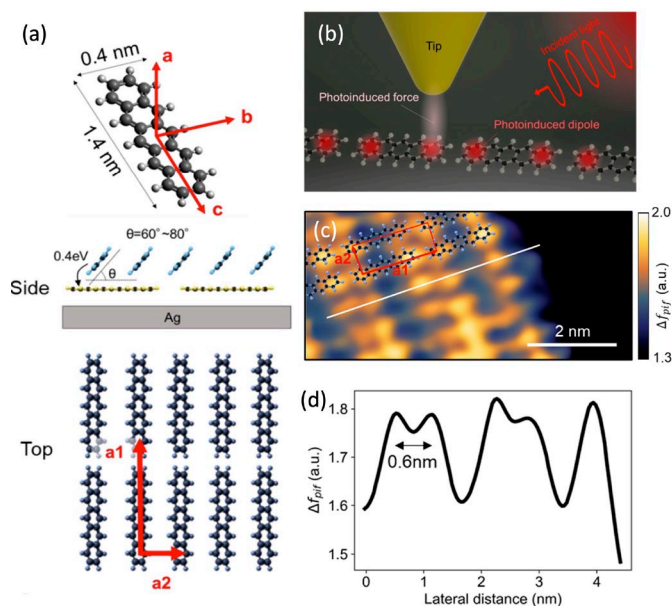 (a)
0.4 nm
a
b
1.4 nm
c
θ=60°~80°
0.4eV
θ
Side
Ag
Top
a1
a2
(b)
Tip
Incident light
Photoinduced force
Photoinduced dipole
(c)
a2
a1
2 nm
2.0
Δf_pif (a.u.)
1.3
(d)
1.8
1.7
1.6
1.5
Δf_pif (a.u.)
0.6nm
0
1
2
3
4
Lateral distance (nm)